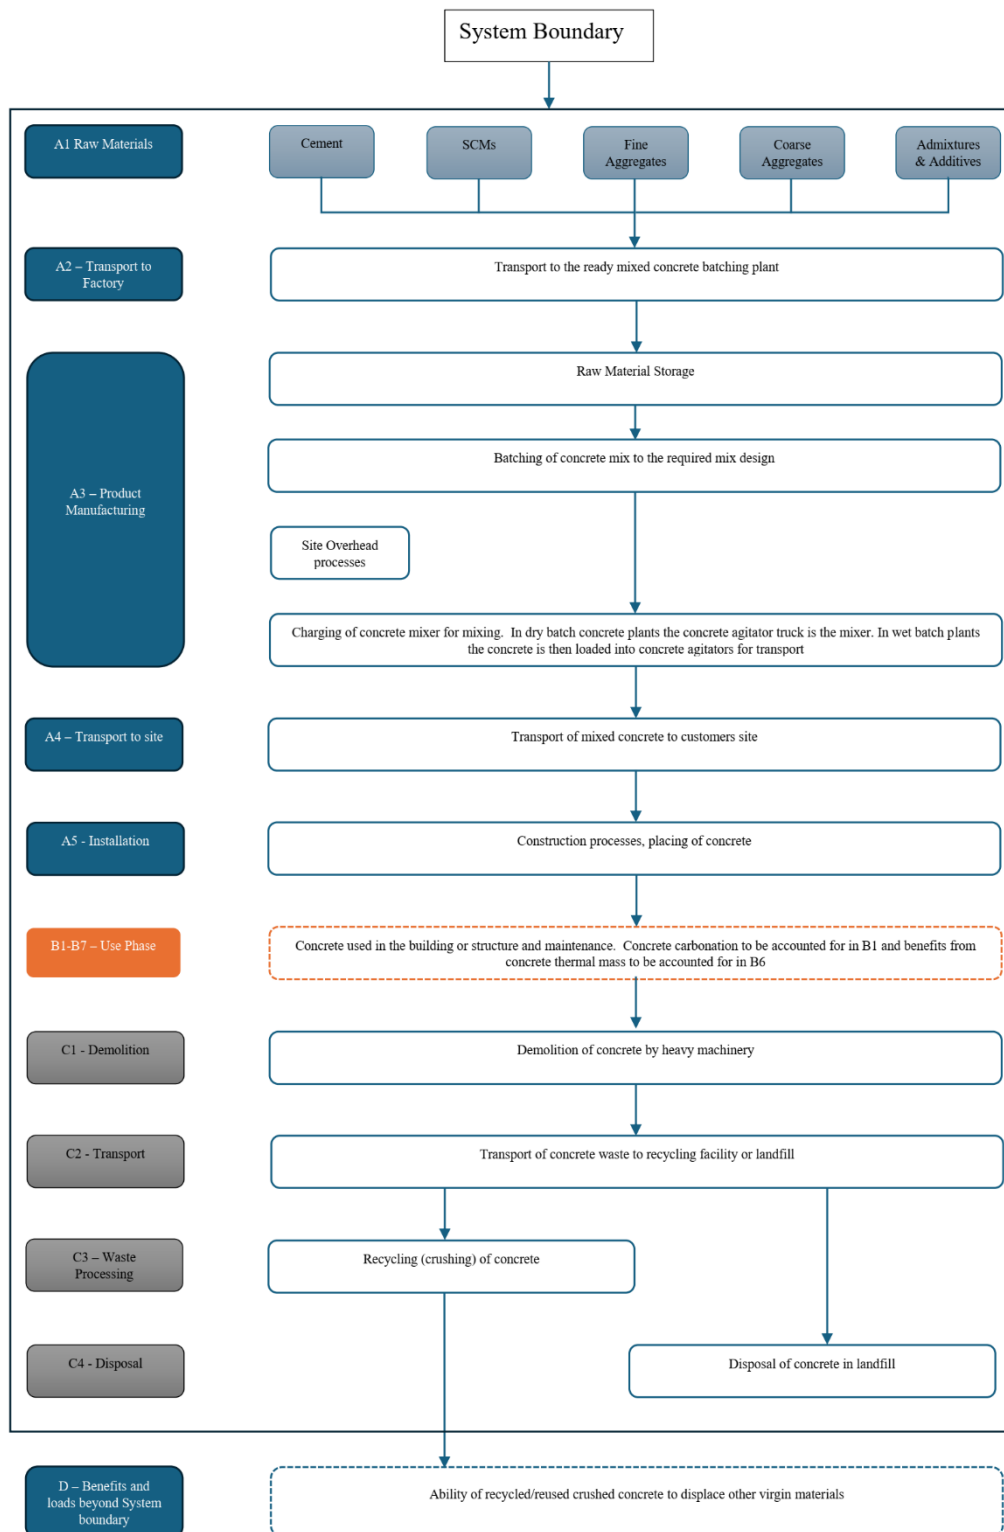 System Boundary
A1 Raw Materials
Cement
SCMs
Fine
Aggregates
Coarse
Aggregates
Admixtures
& Additives
A2 – Transport to
Factory
Transport to the ready mixed concrete batching plant
Raw Material Storage
Batching of concrete mix to the required mix design
A3 – Product
Manufacturing
Site Overhead
processes
Charging of concrete mixer for mixing.  In dry batch concrete plants the concrete agitator truck is the mixer. In wet batch plants
the concrete is then loaded into concrete agitators for transport
A4 – Transport to site
Transport of mixed concrete to customers site
A5 - Installation
Construction processes, placing of concrete
B1-B7 – Use Phase
Concrete used in the building or structure and maintenance.  Concrete carbonation to be accounted for in B1 and benefits from
concrete thermal mass to be accounted for in B6
C1 - Demolition
Demolition of concrete by heavy machinery
C2 - Transport
Transport of concrete waste to recycling facility or landfill
C3 – Waste
Processing
Recycling (crushing) of concrete
C4 - Disposal
Disposal of concrete in landfill
D – Benefits and
loads beyond System
boundary
Ability of recycled/reused crushed concrete to displace other virgin materials